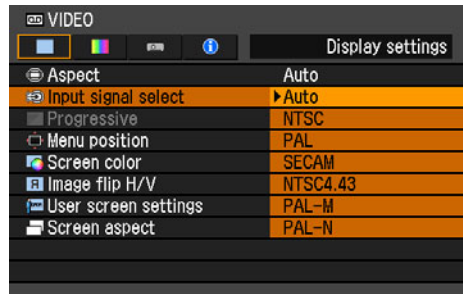 VIDEO
Display settings
Aspect Auto
Input signal select Auto
Progressive NTSC
Menu position PAL
Screen color SECAM
Image flip H/V NTSC4.43
User screen settings PAL-M
Screen aspect PAL-N